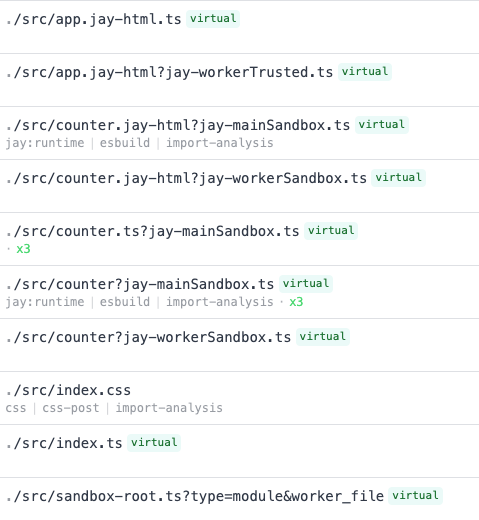 ./src/app.jay-html.ts virtual
./src/app.jay-html?jay-workerTrusted.ts virtual
./src/counter.jay-html?jay-mainSandbox.ts virtual
jay:runtime | esbuild | import-analysis
./src/counter.jay-html?jay-workerSandbox.ts virtual
./src/counter.ts?jay-mainSandbox.ts virtual
· x3
./src/counter?jay-mainSandbox.ts virtual
jay:runtime | esbuild | import-analysis · x3
./src/counter?jay-workerSandbox.ts virtual
./src/index.css
css | css-post | import-analysis
./src/index.ts virtual
./src/sandbox-root.ts?type=module&worker_file virtual